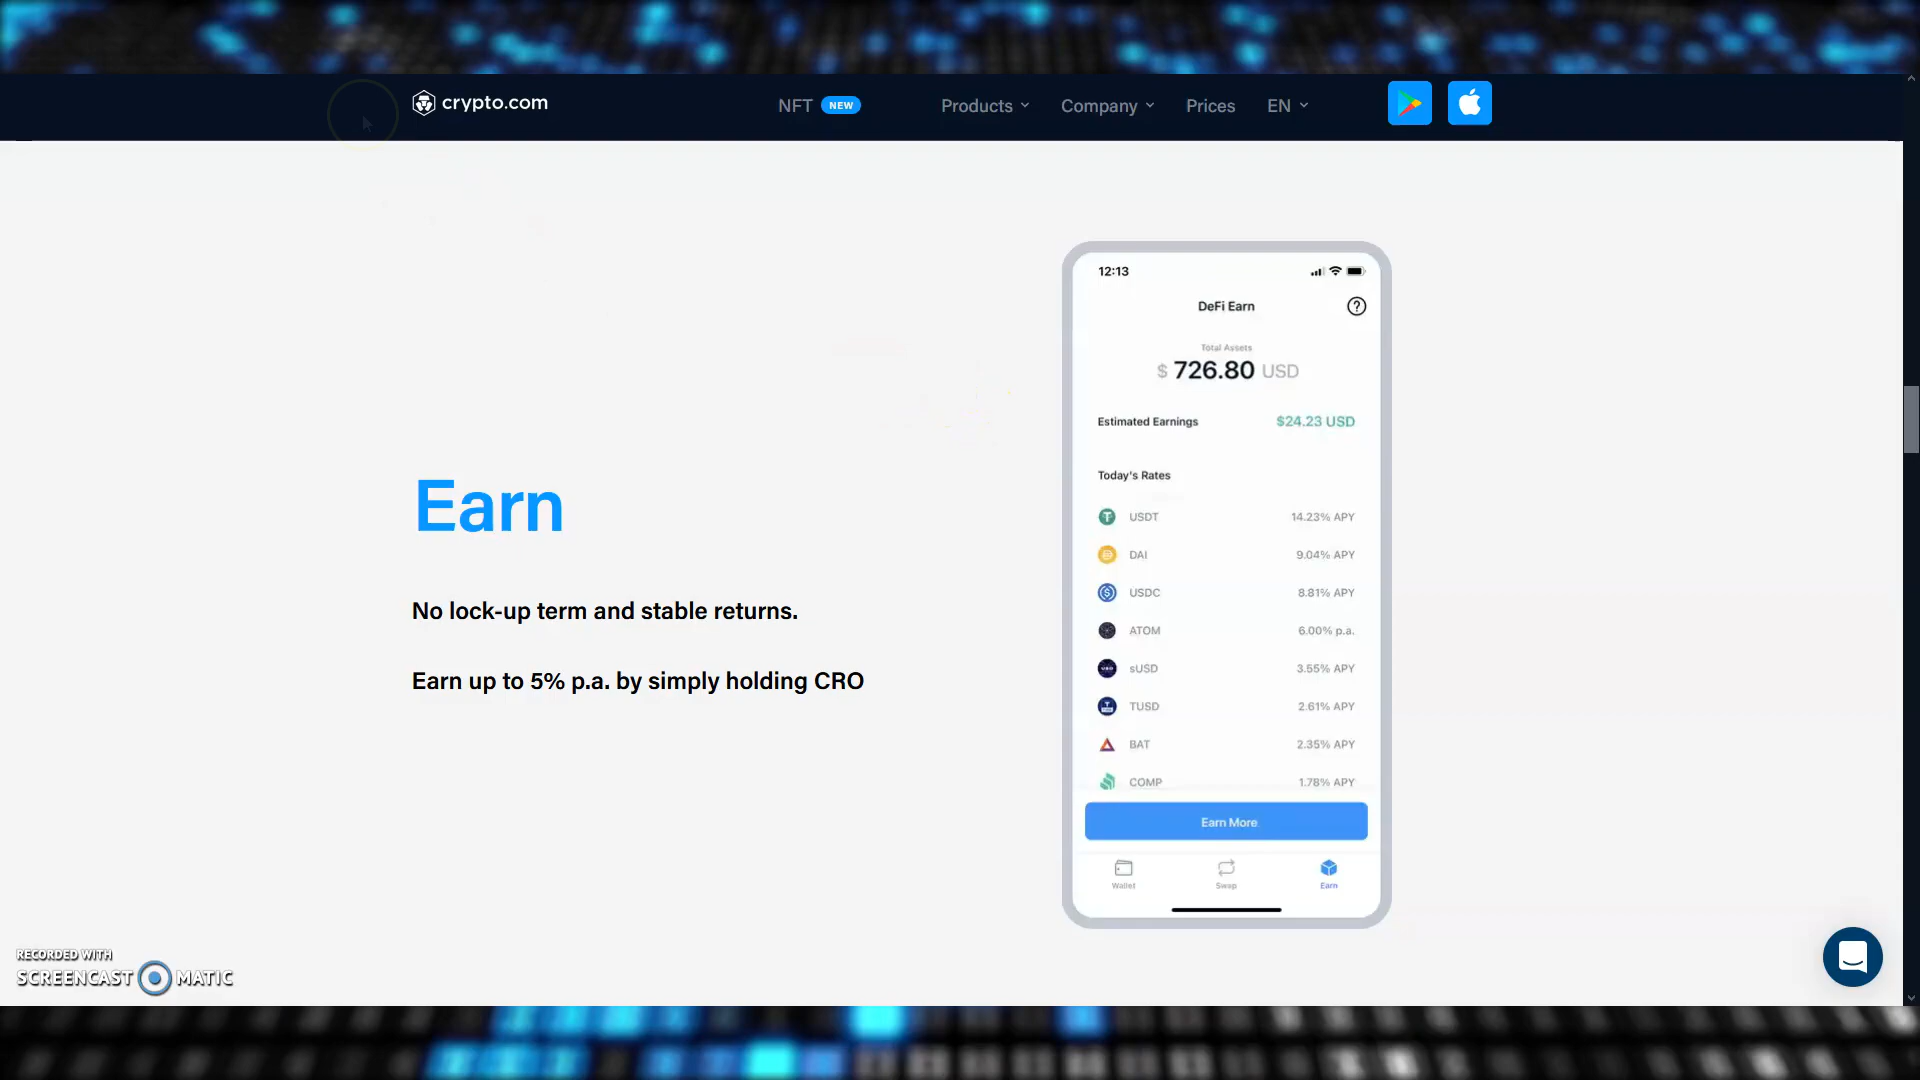 crypto.com
NFT NEW
Products
Company
Prices
EN
12:13
DeFi Earn
?
Total Assets
$ 726.80 USD
Estimated Earnings $24.23 USD
Today's Rates
USDT 14.23% APY
DAI 9.04% APY
USDC 8.81% APY
ATOM 6.00% p.a.
sUSD 3.55% APY
TUSD 2.61% APY
BAT 2.35% APY
COMP 1.78% APY
Earn More
Wallet Swap Earn
Earn
No lock-up term and stable returns.
Earn up to 5% p.a. by simply holding CRO
RECORDED WITH
SCREENCAST MATIC